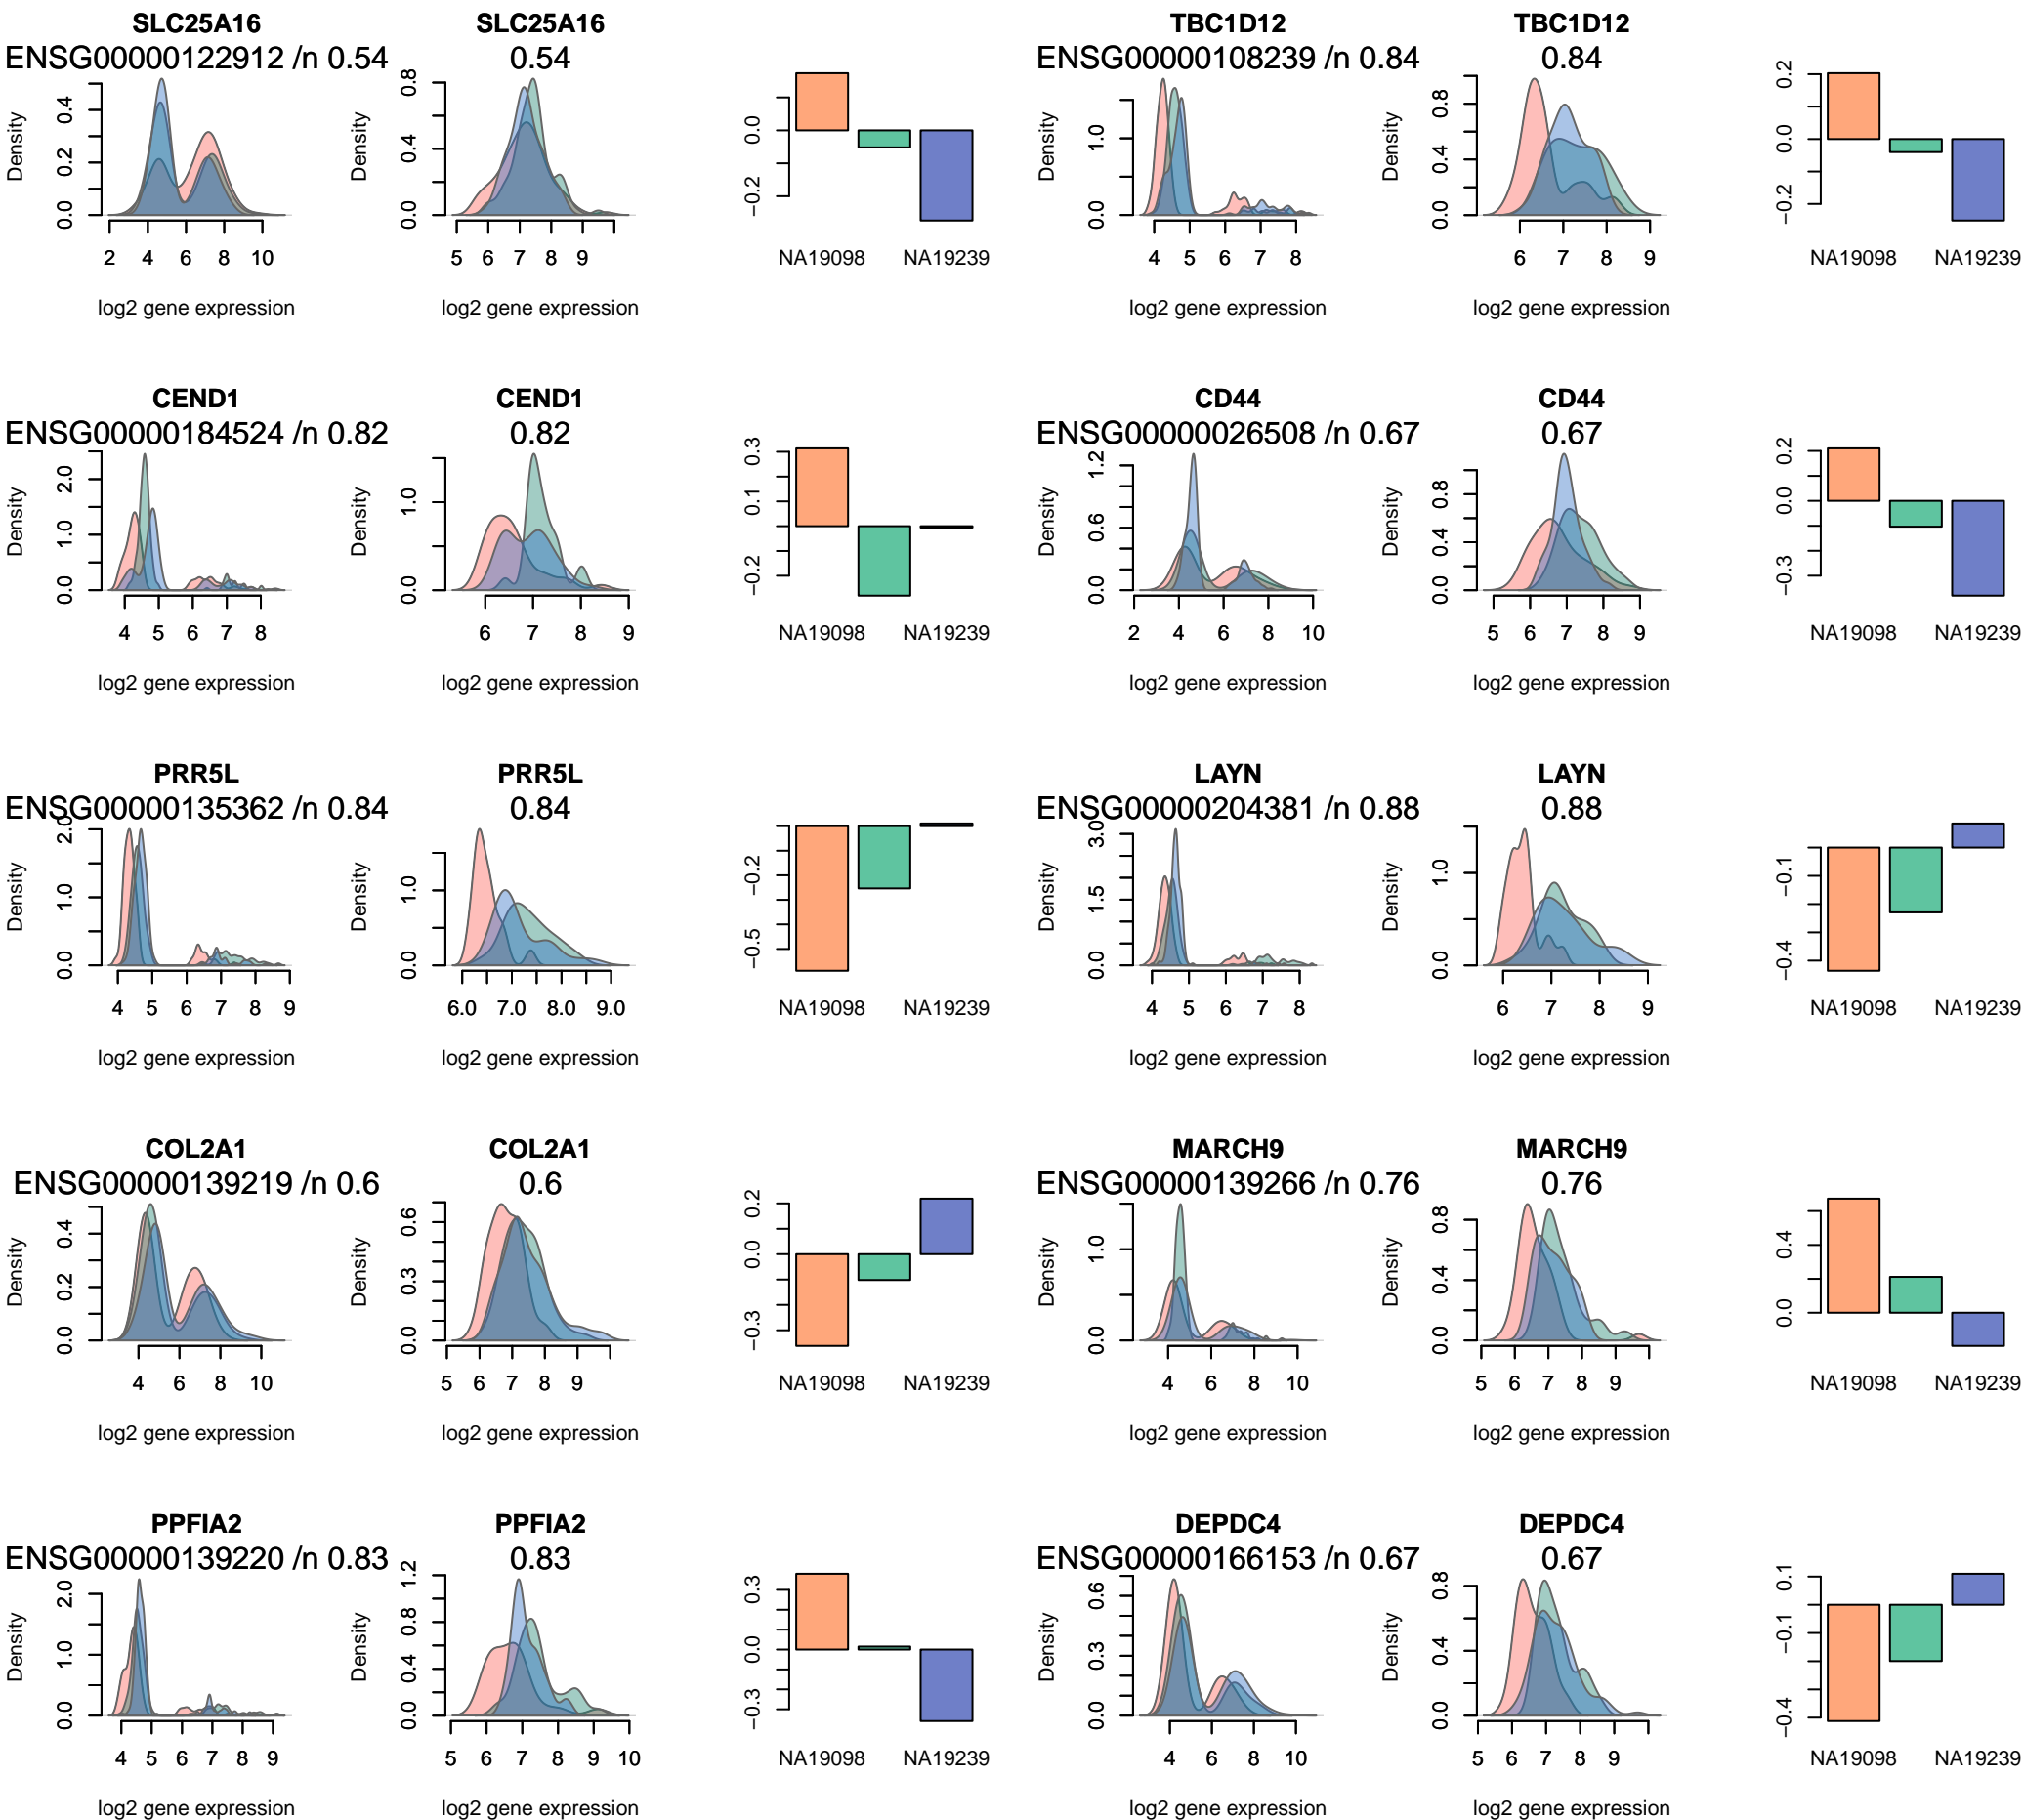 SLC25A16 SLC25A16 TBC1D12 TBC1D12
ENSG00000122912 /n 0.54 0.54 ENSG00000108239 /n 0.84 0.84
Density 0.0 0.2 0.4 Density 0.0 0.4 0.8 −0.2 0.0 Density 0.0 1.0 Density 0.0 0.4 0.8 −0.2 0.0 0.2
2 4 6 8 10 5 6 7 8 9 NA19098 NA19239 4 5 6 7 8 6 7 8 9 NA19098 NA19239
log2 gene expression log2 gene expression log2 gene expression log2 gene expression
CEND1 CEND1 CD44 CD44
ENSG00000184524 /n 0.82 0.82 ENSG00000026508 /n 0.67 0.67
Density 0.0 1.0 2.0 Density 0.0 1.0 −0.2 0.1 0.3 Density 0.0 0.6 1.2 Density 0.0 0.4 0.8 −0.3 0.0 0.2
4 5 6 7 8 6 7 8 9 NA19098 NA19239 2 4 6 8 10 5 6 7 8 9 NA19098 NA19239
log2 gene expression log2 gene expression log2 gene expression log2 gene expression
PRR5L PRR5L LAYN LAYN
ENSG00000135362 /n 0.84 0.84 ENSG00000204381 /n 0.88 0.88
Density 0.0 1.0 2.0 Density 0.0 1.0 −0.5 −0.2 Density 0.0 1.5 3.0 Density 0.0 1.0 −0.4 −0.1
4 5 6 7 8 9 6.0 7.0 8.0 9.0 NA19098 NA19239 4 5 6 7 8 6 7 8 9 NA19098 NA19239
log2 gene expression log2 gene expression log2 gene expression log2 gene expression
COL2A1 COL2A1 MARCH9 MARCH9
ENSG00000139219 /n 0.6 0.6 ENSG00000139266 /n 0.76 0.76
Density 0.0 0.2 0.4 Density 0.0 0.3 0.6 −0.3 0.0 0.2 Density 0.0 1.0 Density 0.0 0.4 0.8 0.0 0.4
4 6 8 10 5 6 7 8 9 NA19098 NA19239 4 6 8 10 5 6 7 8 9 NA19098 NA19239
log2 gene expression log2 gene expression log2 gene expression log2 gene expression
PPFIA2 PPFIA2 DEPDC4 DEPDC4
ENSG00000139220 /n 0.83 0.83 ENSG00000166153 /n 0.67 0.67
Density 0.0 1.0 2.0 Density 0.0 0.4 0.8 1.2 −0.3 0.0 0.3 Density 0.0 0.3 0.6 Density 0.0 0.4 0.8 −0.4 −0.1 0.1
4 5 6 7 8 9 5 6 7 8 9 10 NA19098 NA19239 4 6 8 10 5 6 7 8 9 NA19098 NA19239
log2 gene expression log2 gene expression log2 gene expression log2 gene expression